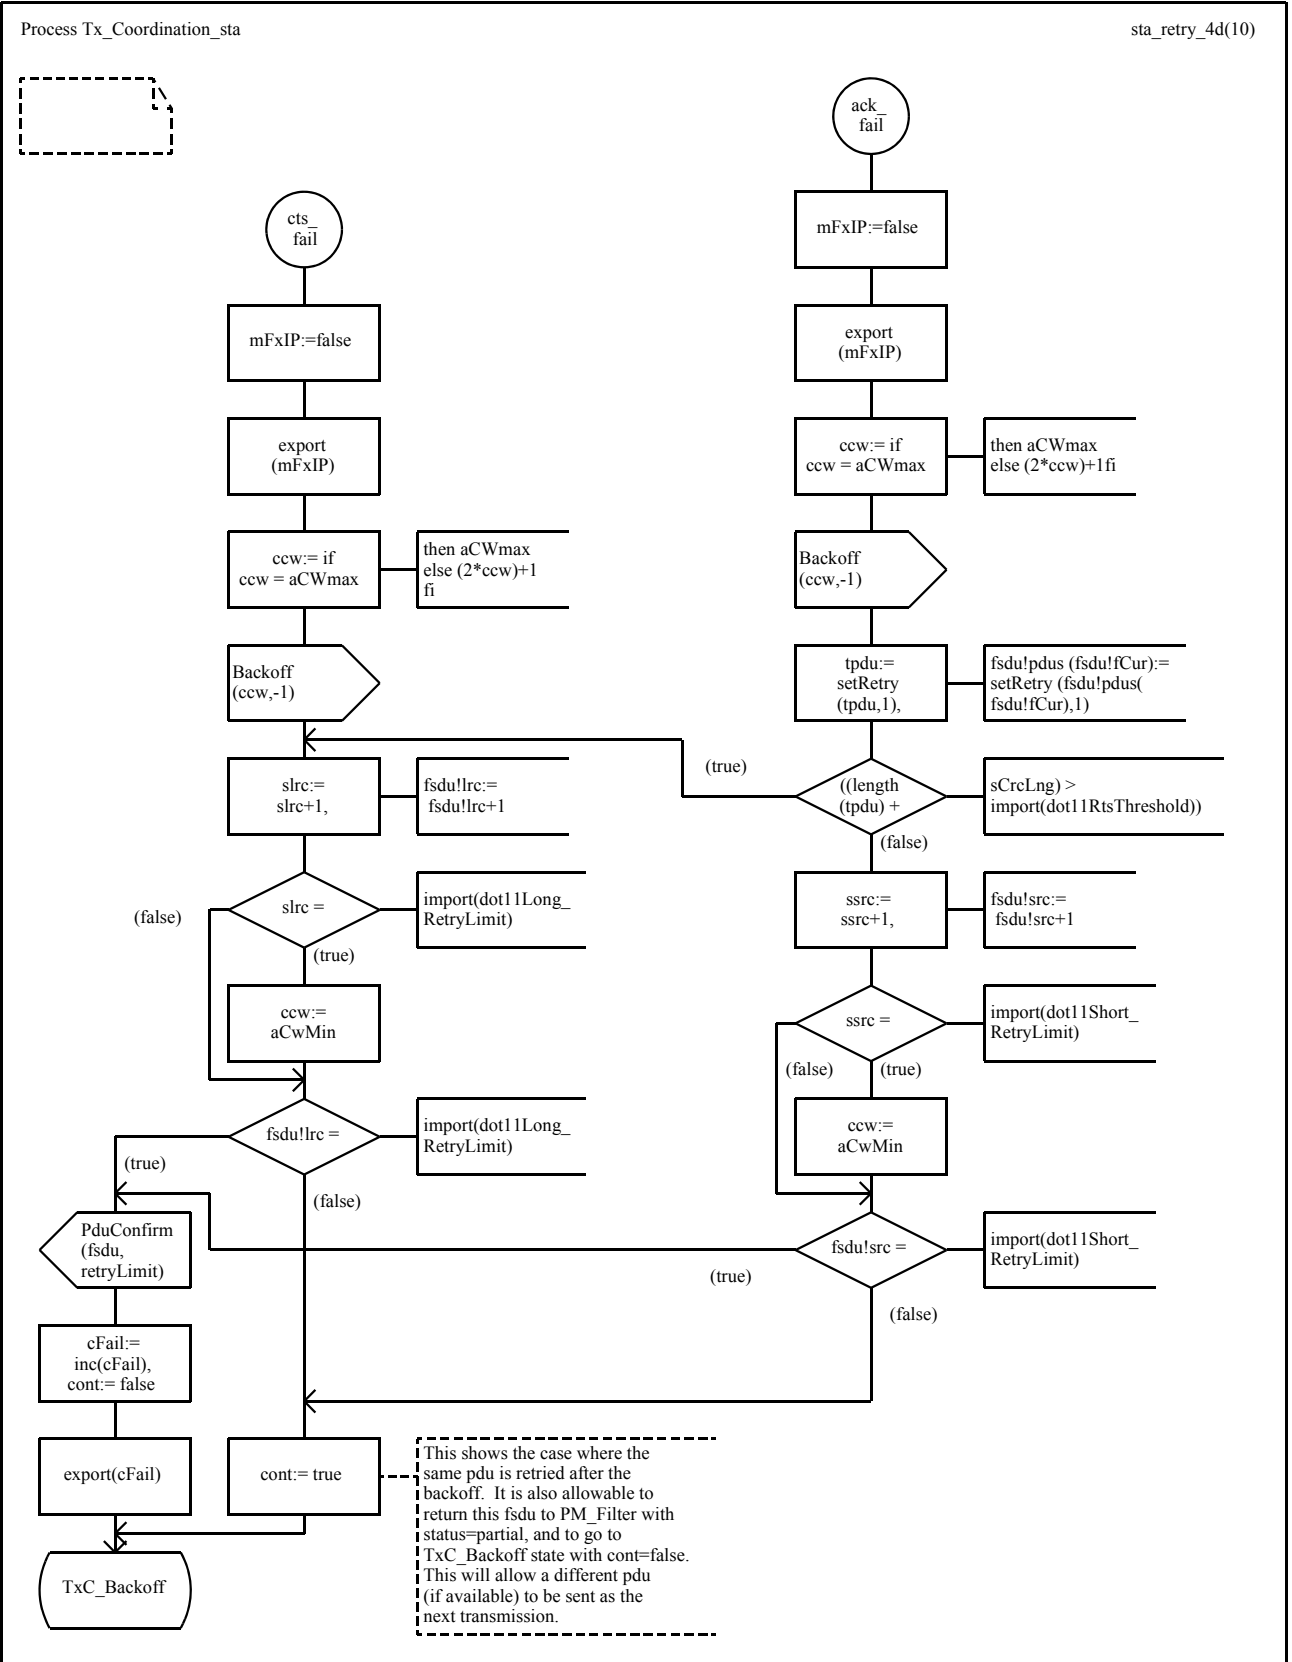 Process Tx_Coordination_sta
sta_retry_4d(10)
cts_
fail
mFxIP:=false
export
(mFxIP)
ccw:= if
ccw = aCWmax
then aCWmax
else (2*ccw)+1
fi
Backoff
(ccw,-1)
slrc:=
slrc+1,
fsdu!lrc:=
fsdu!lrc+1
slrc =
import(dot11Long_
RetryLimit)
(false)
(true)
ccw:=
aCwMin
fsdu!lrc =
import(dot11Long_
RetryLimit)
(true)
(false)
PduConfirm
(fsdu,
retryLimit)
cFail:=
inc(cFail),
cont:= false
export(cFail)
cont:= true
This shows the case where the
same pdu is retried after the
backoff.  It is also allowable to
return this fsdu to PM_Filter with
status=partial, and to go to
TxC_Backoff state with cont=false.
This will allow a different pdu
(if available) to be sent as the
next transmission.
TxC_Backoff
ack_
fail
mFxIP:=false
export
(mFxIP)
ccw:= if
ccw = aCWmax
then aCWmax
else (2*ccw)+1fi
Backoff
(ccw,-1)
tpdu:=
setRetry
(tpdu,1),
fsdu!pdus (fsdu!fCur):=
setRetry (fsdu!pdus(
fsdu!fCur),1)
(true)
((length
(tpdu) +
sCrcLng) >
import(dot11RtsThreshold))
(false)
ssrc:=
ssrc+1,
fsdu!src:=
fsdu!src+1
ssrc =
import(dot11Short_
RetryLimit)
(false)
(true)
ccw:=
aCwMin
fsdu!src =
import(dot11Short_
RetryLimit)
(true)
(false)